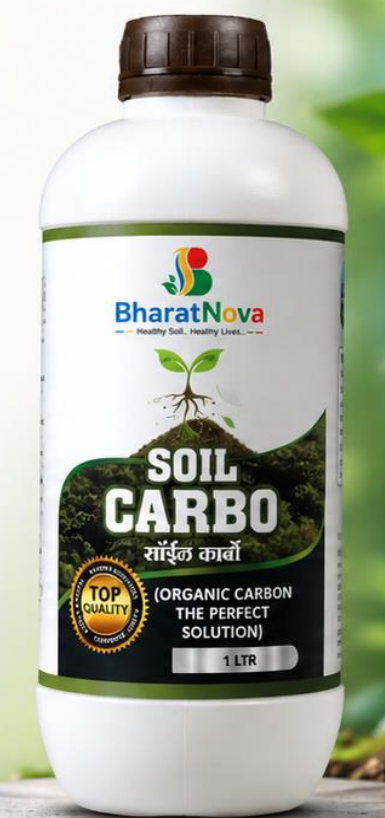 BharatNova
Healthy Soil.. Healthy Lives...
SOIL
CARBO
सॉईल कार्बो
TOP
QUALITY
(ORGANIC CARBON
THE PERFECT
SOLUTION)
1 LTR